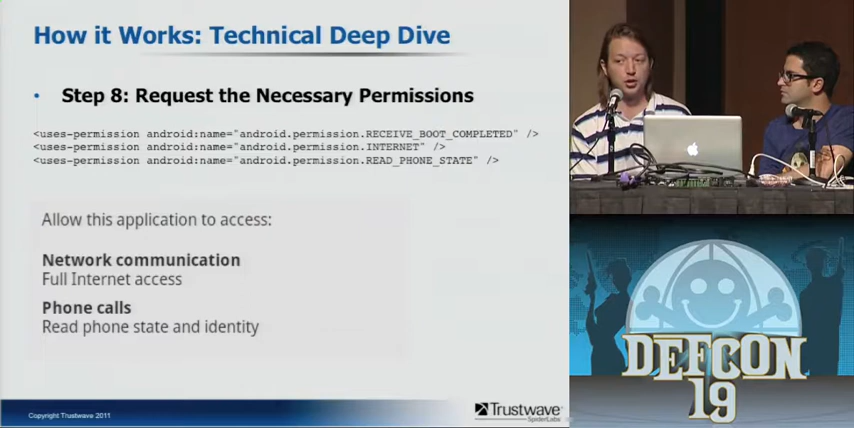 How it Works: Technical Deep Dive
• Step 8: Request the Necessary Permissions
<uses-permission android:name="android.permission.RECEIVE_BOOT_COMPLETED" />
<uses-permission android:name="android.permission.INTERNET" />
<uses-permission android:name="android.permission.READ_PHONE_STATE" />
Allow this application to access:
Network communication
Full Internet access
Phone calls
Read phone state and identity
Copyright Trustwave 2011
Trustwave
SpiderLabs
DEFCON
19